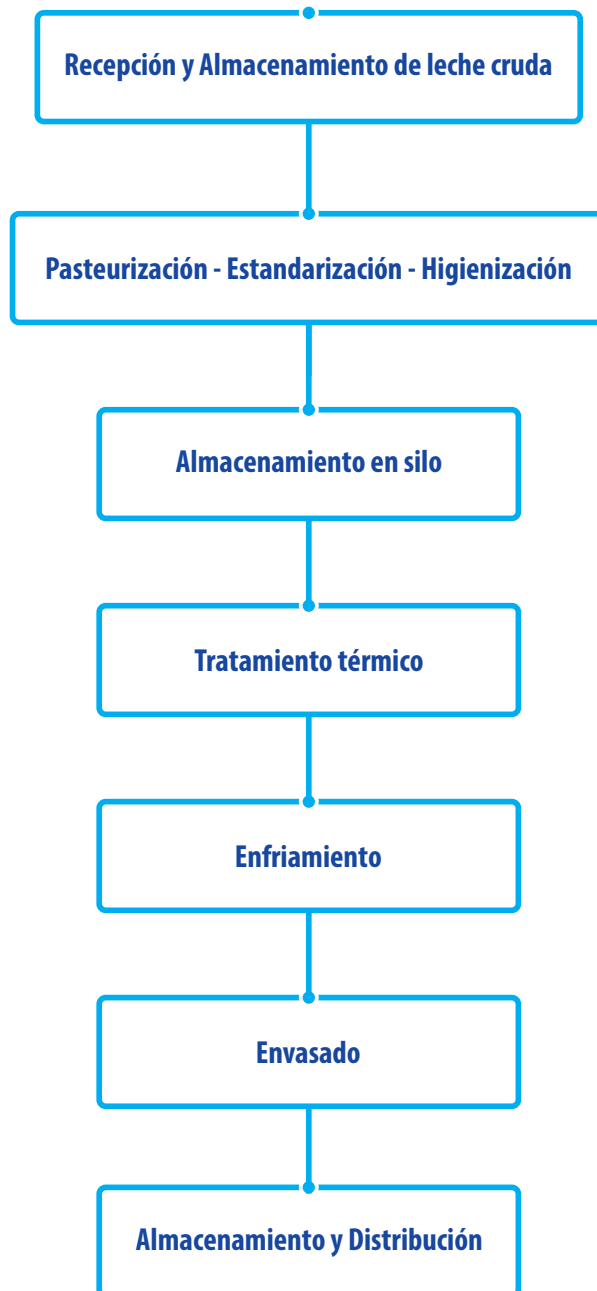 Recepción y Almacenamiento de leche cruda
Pasteurización - Estandarización - Higienización
Almacenamiento en silo
Tratamiento térmico
Enfriamiento
Envasado
Almacenamiento y Distribución